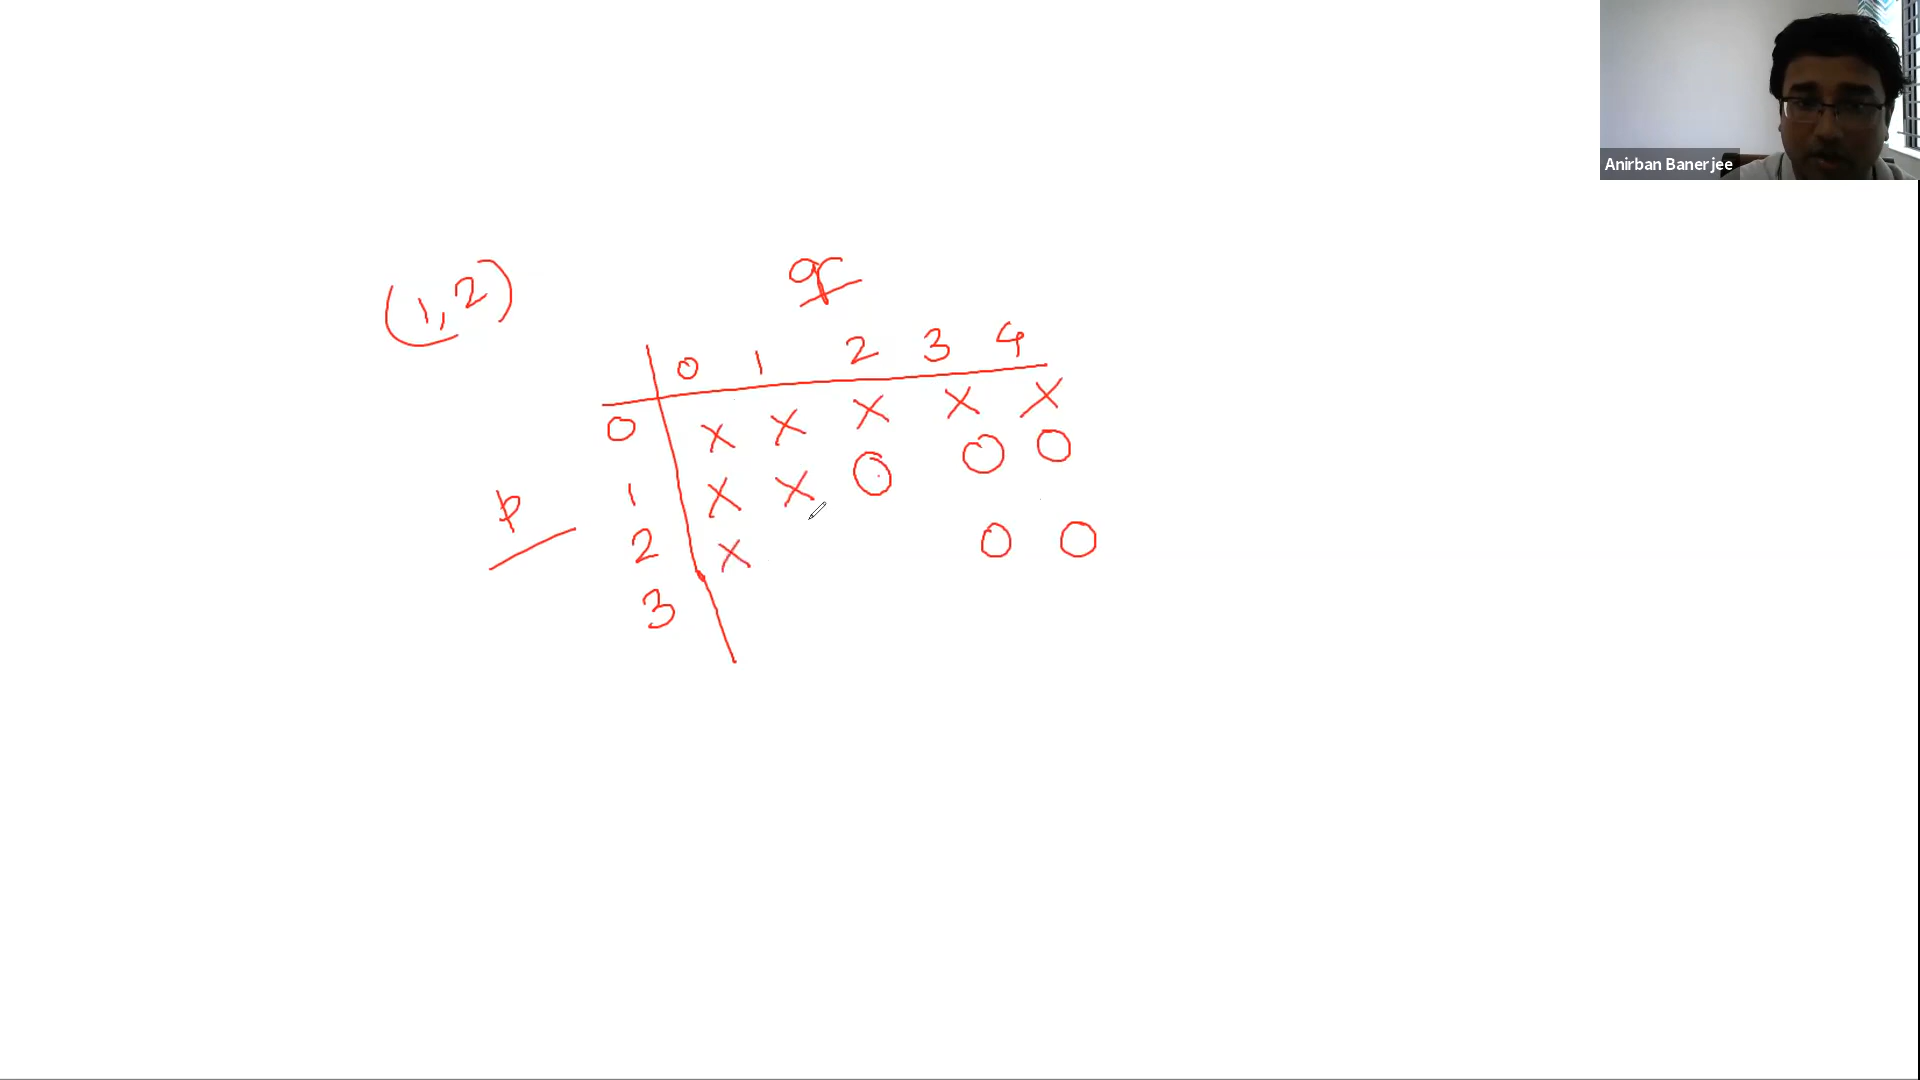 Anirban Banerjee
(1,2)
q
0 1 2 3 4
0 X X X X X
1 X X O O O
p
2 X O O
3